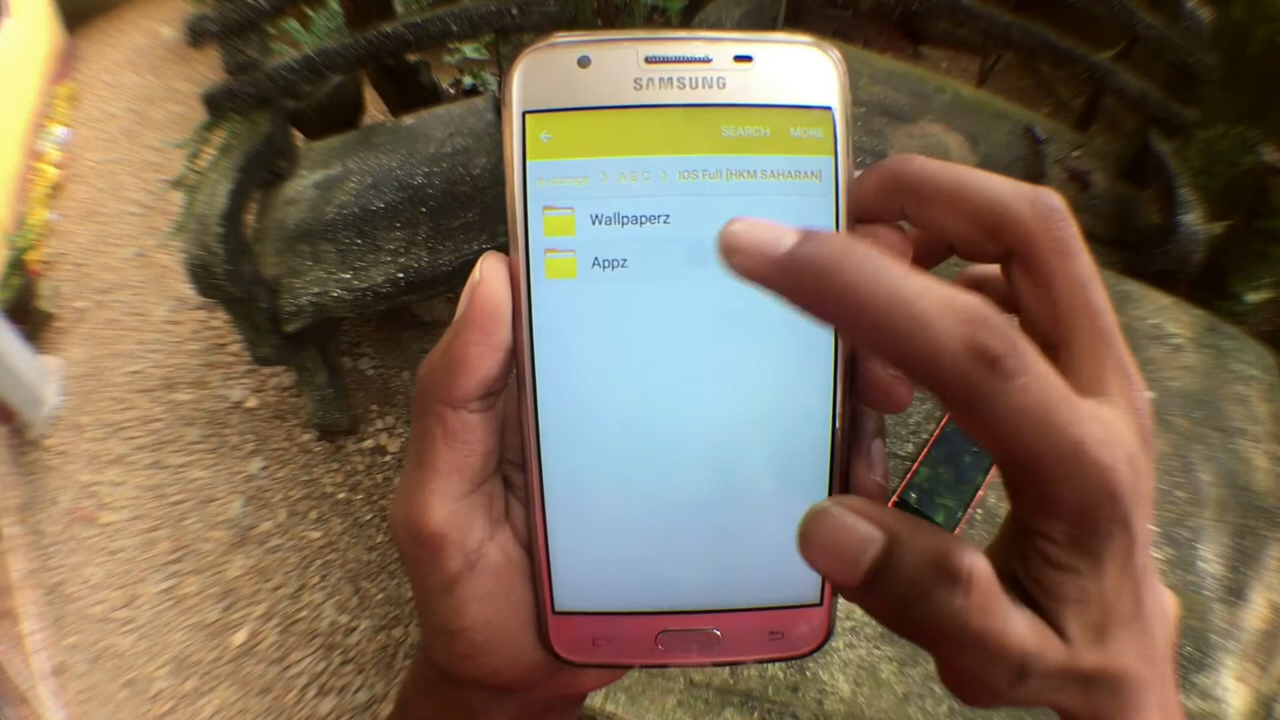 SAMSUNG
SEARCH MORE
A B C > IOS Full [HKM SAHARAN]
Wallpaperz
Appz